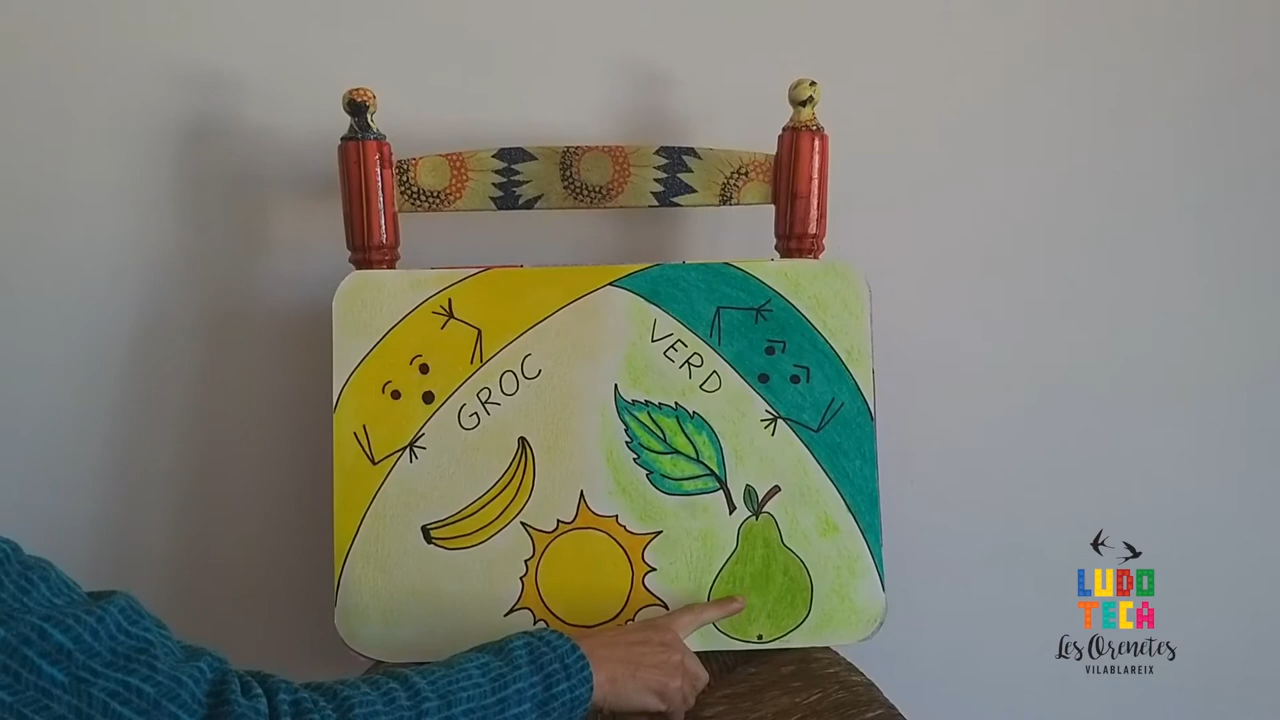 GROC
VERD
LUDO
TECA
Les Orenetes
VILABLAREIX